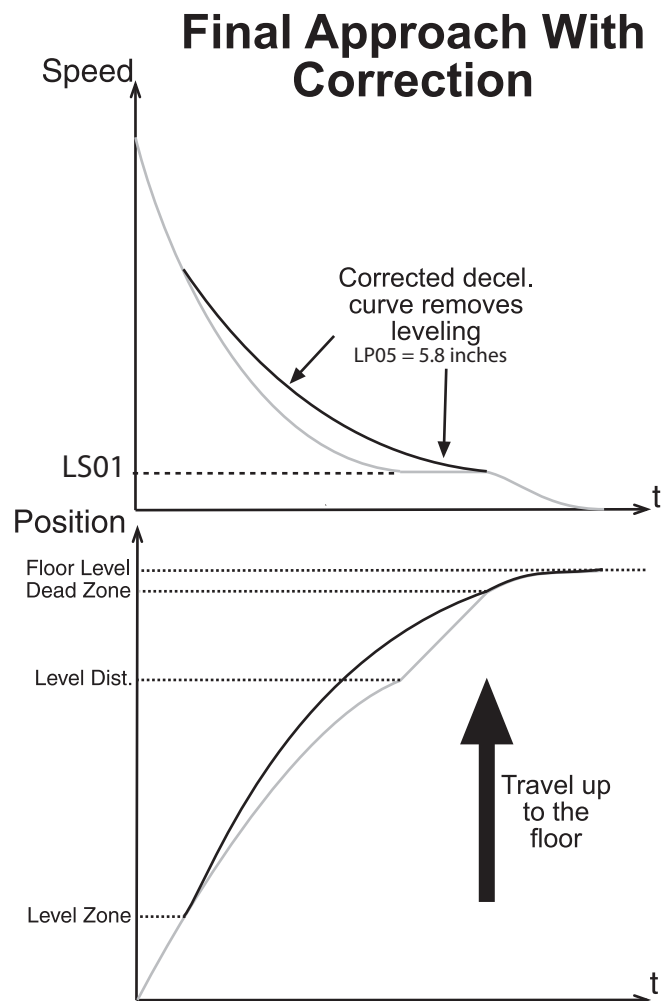 Final Approach With
Correction
Speed
Corrected decel.
curve removes
leveling
LP05 = 5.8 inches
LS01
t
Position
Floor Level
Dead Zone
Level Dist.
Travel up
to the
floor
Level Zone
t